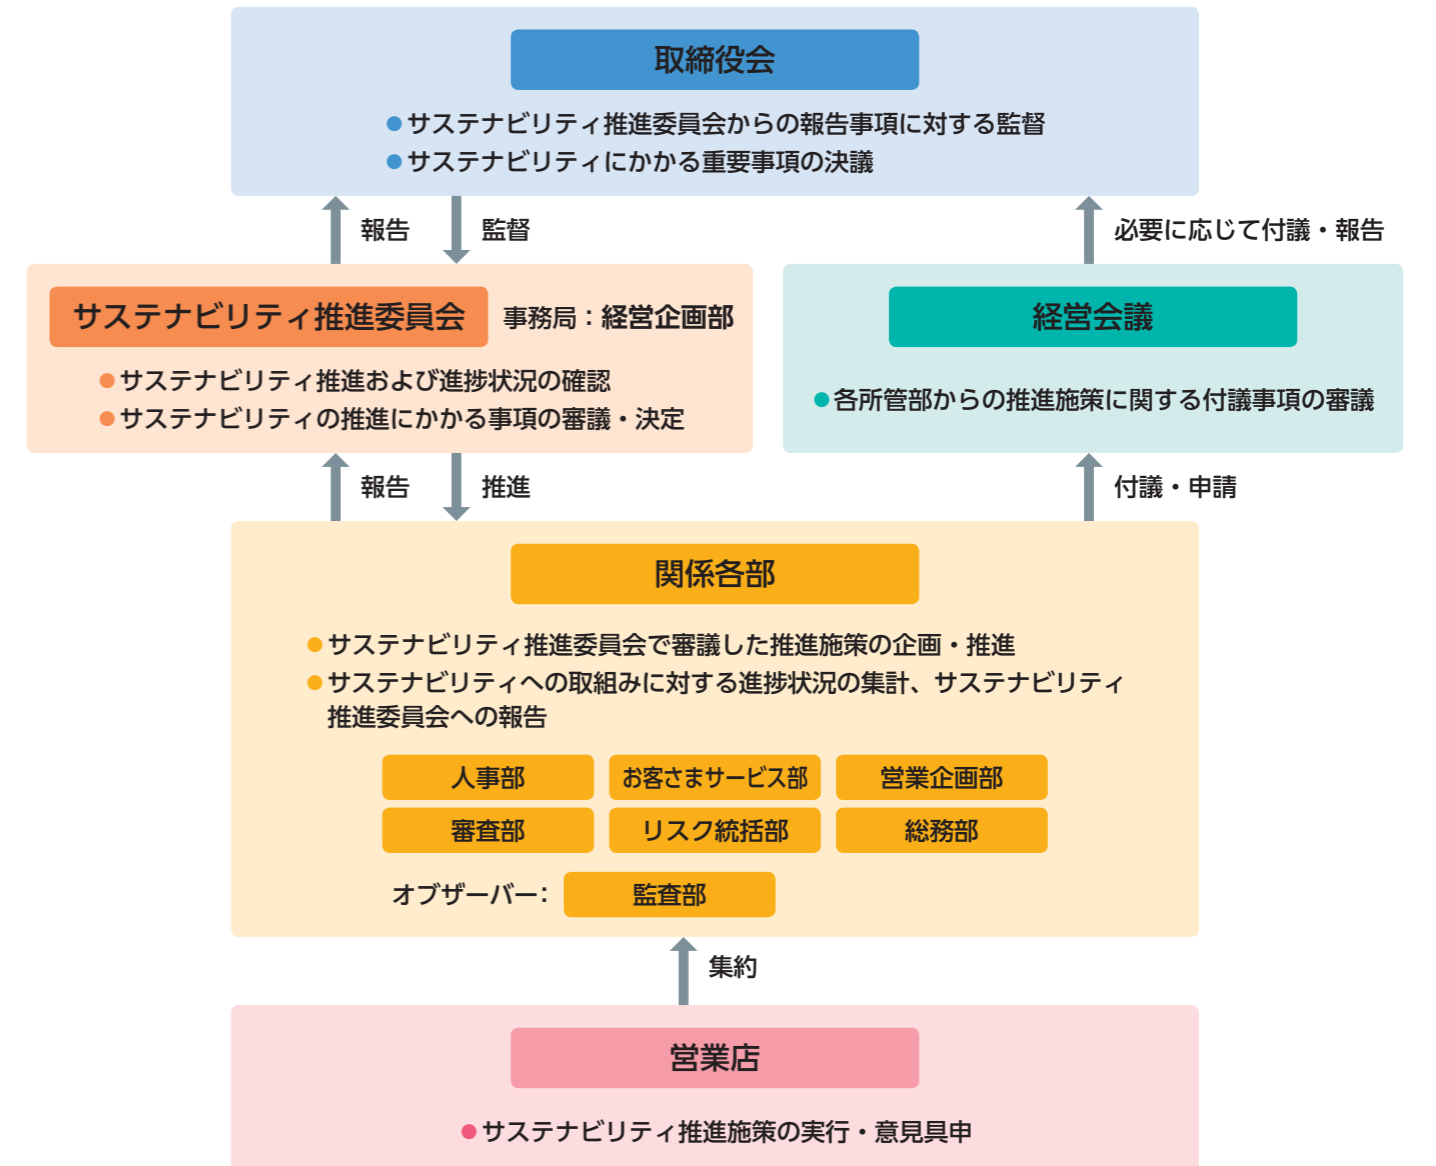 取締役会
●サステナビリティ推進委員会からの報告事項に対する監督
●サステナビリティにかかる重要事項の決議
報告
監督
必要に応じて付議・報告
サステナビリティ推進委員会 事務局：経営企画部
●サステナビリティ推進および進捗状況の確認
●サステナビリティの推進にかかる事項の審議・決定
経営会議
●各所管部からの推進施策に関する付議事項の審議
報告
推進
付議・申請
関係各部
●サステナビリティ推進委員会で審議した推進施策の企画・推進
●サステナビリティへの取組みに対する進捗状況の集計、サステナビリティ
推進委員会への報告
人事部 お客さまサービス部 営業企画部
審査部 リスク統括部 総務部
オブザーバー： 監査部
集約
営業店
●サステナビリティ推進施策の実行・意見具申